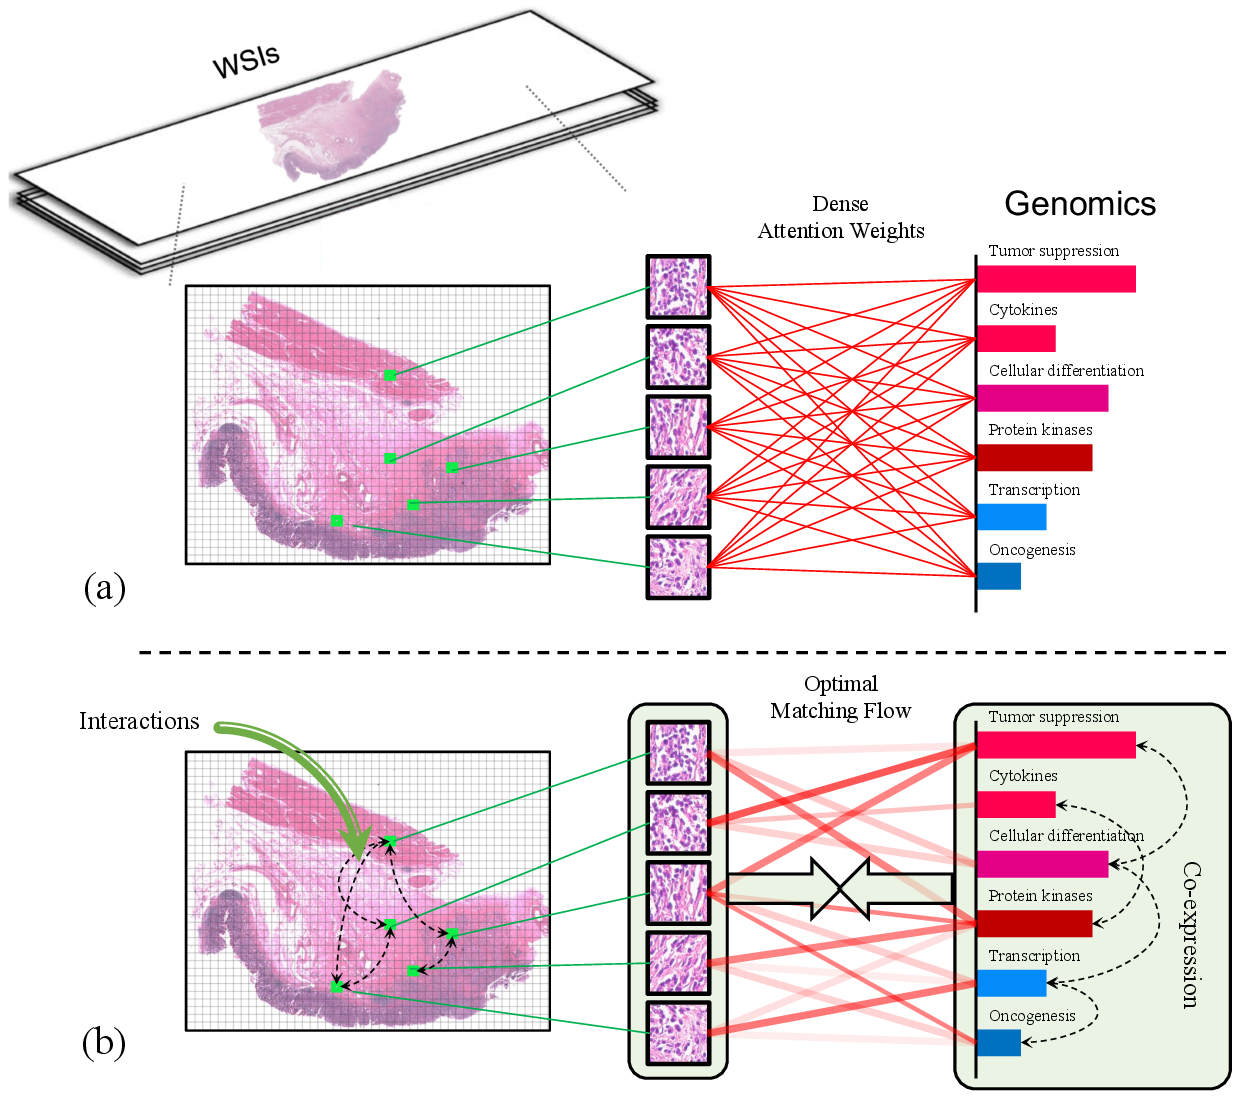 WSIs
Dense
Attention Weights
Genomics
Tumor suppression
Cytokines
Cellular differentiation
Protein kinases
Transcription
Oncogenesis
(a)
Interactions
Optimal
Matching Flow
Tumor suppression
Cytokines
Cellular differentiation
Protein kinases
Transcription
Oncogenesis
Co-expression
(b)